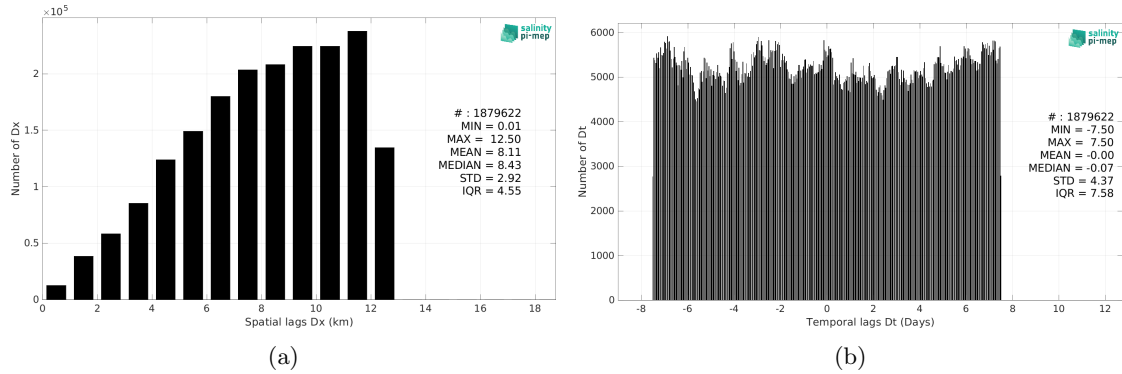 ×10⁵
salinity
pi-mep
2
1.5
1
0.5
0
Number of Dx
# : 1879622
MIN = 0.01
MAX = 12.50
MEAN = 8.11
MEDIAN = 8.43
STD = 2.92
IQR = 4.55
0 2 4 6 8 10 12 14 16 18
Spatial lags Dx (km)
(a)
salinity
pi-mep
6000
5000
4000
3000
2000
1000
0
Number of Dt
# : 1879622
MIN = -7.50
MAX = 7.50
MEAN = -0.00
MEDIAN = -0.07
STD = 4.37
IQR = 7.58
-8 -6 -4 -2 0 2 4 6 8 10 12
Temporal lags Dt (Days)
(b)